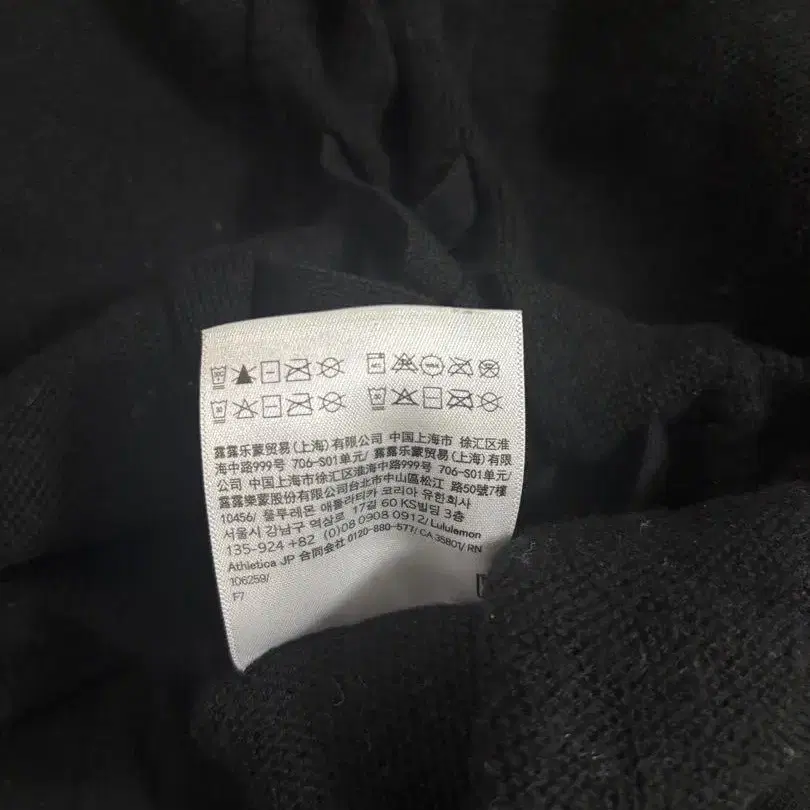 露露乐蒙贸易(上海)有限公司 中国上海市 徐汇区淮
海中路999号 706-S01单元/ 露露乐蒙贸易(上海)有限
公司 中国上海市徐汇区淮海中路999号 706-S01单元/
露露樂蒙股份有限公司台北市中山區松江 路50號7樓
10456/ 룰루레몬 애틀라티카 코리아 유한회사
서울시 강남구 역삼로 17길 60 KS빌딩 3층
135-924 +82 (0)08 0908 0912/ Lululemon
Athletica JP 合同会社 0120-880-577/ CA 35801/ RN
106259/
F7